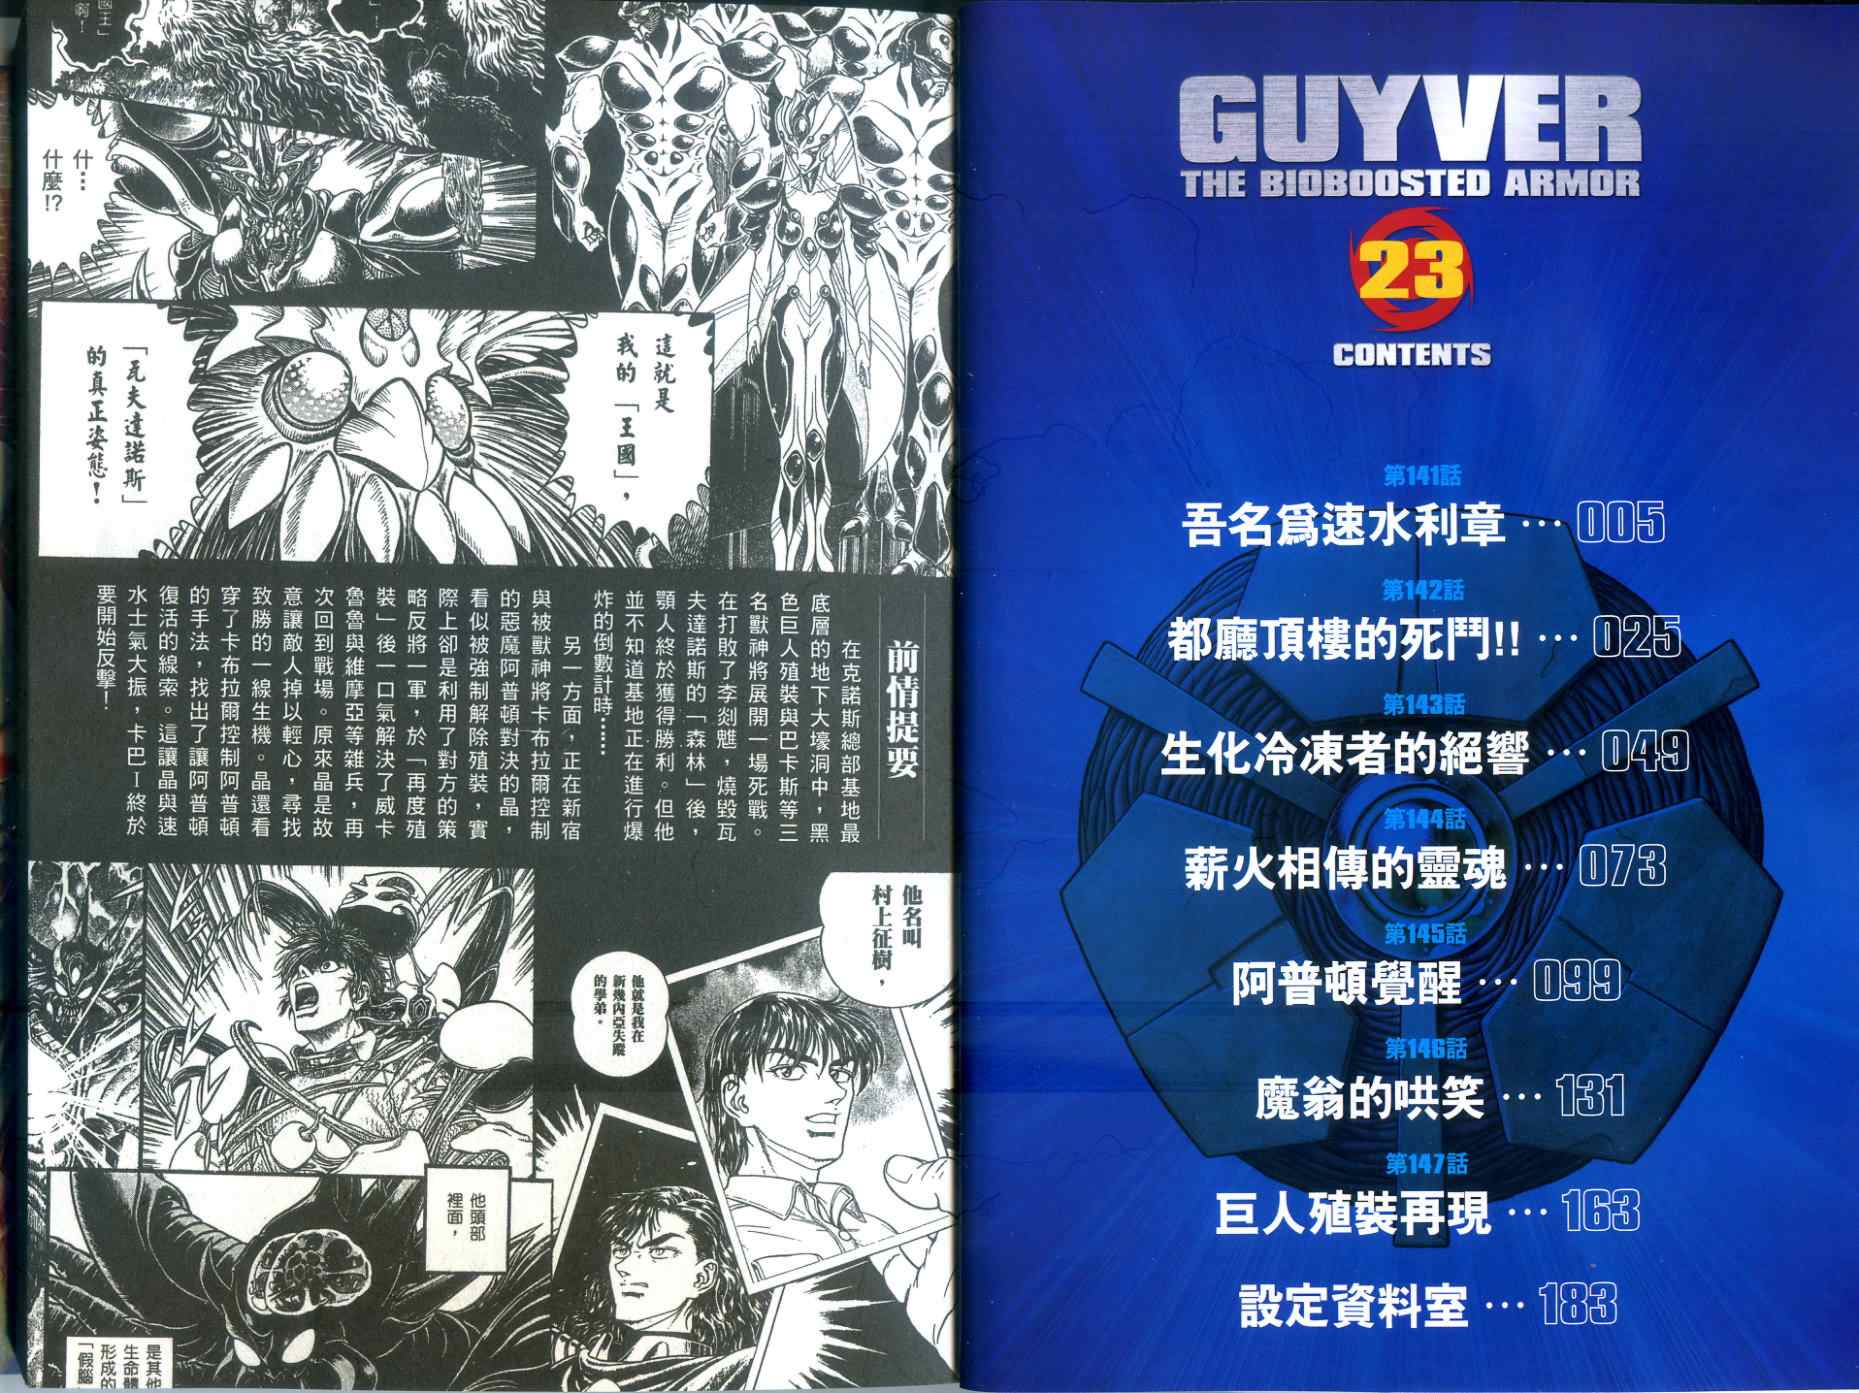 國王」
啊！
什…
什麼!?
這就是
我的「王國」，
「瓦夫達諾斯」
的真正姿態！
前情提要
在克諾斯總部基地最
底層的地下大壕洞中，黑
色巨人殖裝與巴卡斯等三
名獸神將展開一場死戰。
在打敗了李剡魋，燒毀瓦
夫達諾斯的「森林」後，
顎人終於獲得勝利。但他
並不知道基地正在進行爆
炸的倒數計時……
另一方面，正在新宿
與被獸神將卡布拉爾控制
的惡魔阿普頓對決的晶，
看似被強制解除殖裝，實
際上卻是利用了對方的策
略反將一軍，於「再度殖
裝」後一口氣解決了威卡
魯魯與維摩亞等雜兵，再
次回到戰場。原來晶是故
意讓敵人掉以輕心，尋找
致勝的一線生機。晶還看
穿了卡布拉爾控制阿普頓
的手法，找出了讓阿普頓
復活的線索。這讓晶與速
水士氣大振，卡巴Ⅰ終於
要開始反擊！
他名叫
村上征樹，
他就是我在
新幾內亞失蹤
的學弟。
他頭部
裡面，
是其他
生命體
形成的
「假腦」
GUYVER
THE BIOBOOSTED ARMOR
23
CONTENTS
第141話
吾名爲速水利章…005
第142話
都廳頂樓的死鬥!!…025
第143話
生化冷凍者的絕響…049
第144話
薪火相傳的靈魂…073
第145話
阿普頓覺醒…099
第146話
魔翁的哄笑…131
第147話
巨人殖裝再現…163
設定資料室…183